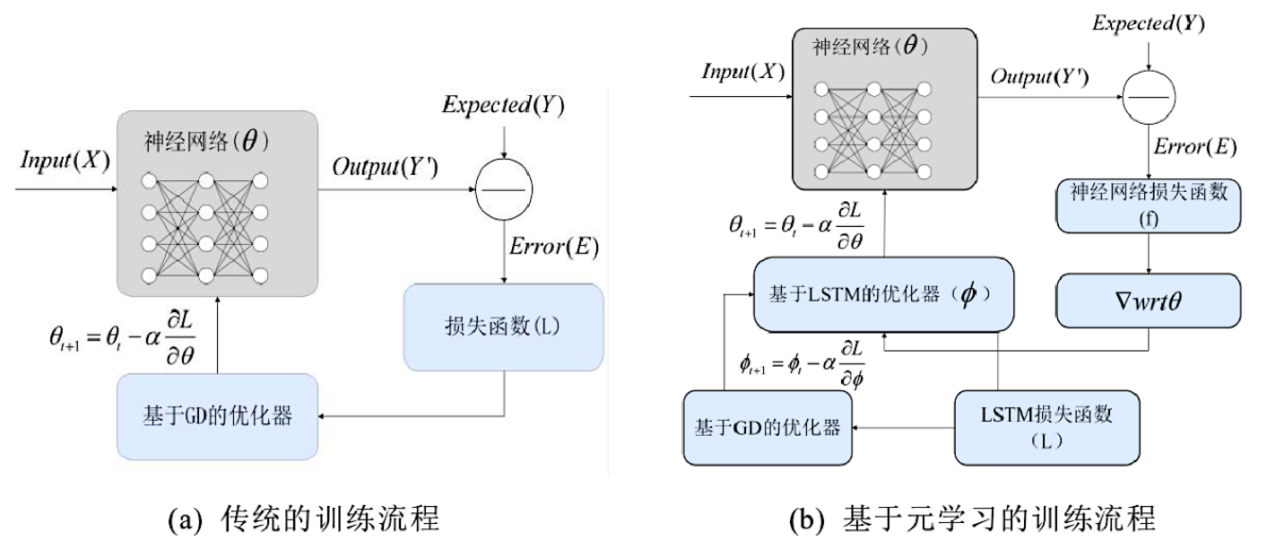 Input(X)
神经网络(θ)
Output(Y')
Expected(Y)
Error(E)
损失函数(L)
θ_{t+1} = θ_t − α ∂L/∂θ
基于GD的优化器
(a) 传统的训练流程
Input(X)
神经网络(θ̂)
Output(Y')
Expected(Y)
Error(E)
神经网络损失函数
(f)
∇wrtθ
θ_{t+1} = θ_t − α ∂L/∂θ
基于LSTM的优化器（ϕ）
ϕ_{t+1} = ϕ_t − α ∂L/∂ϕ
基于GD的优化器
LSTM损失函数
（L）
(b) 基于元学习的训练流程